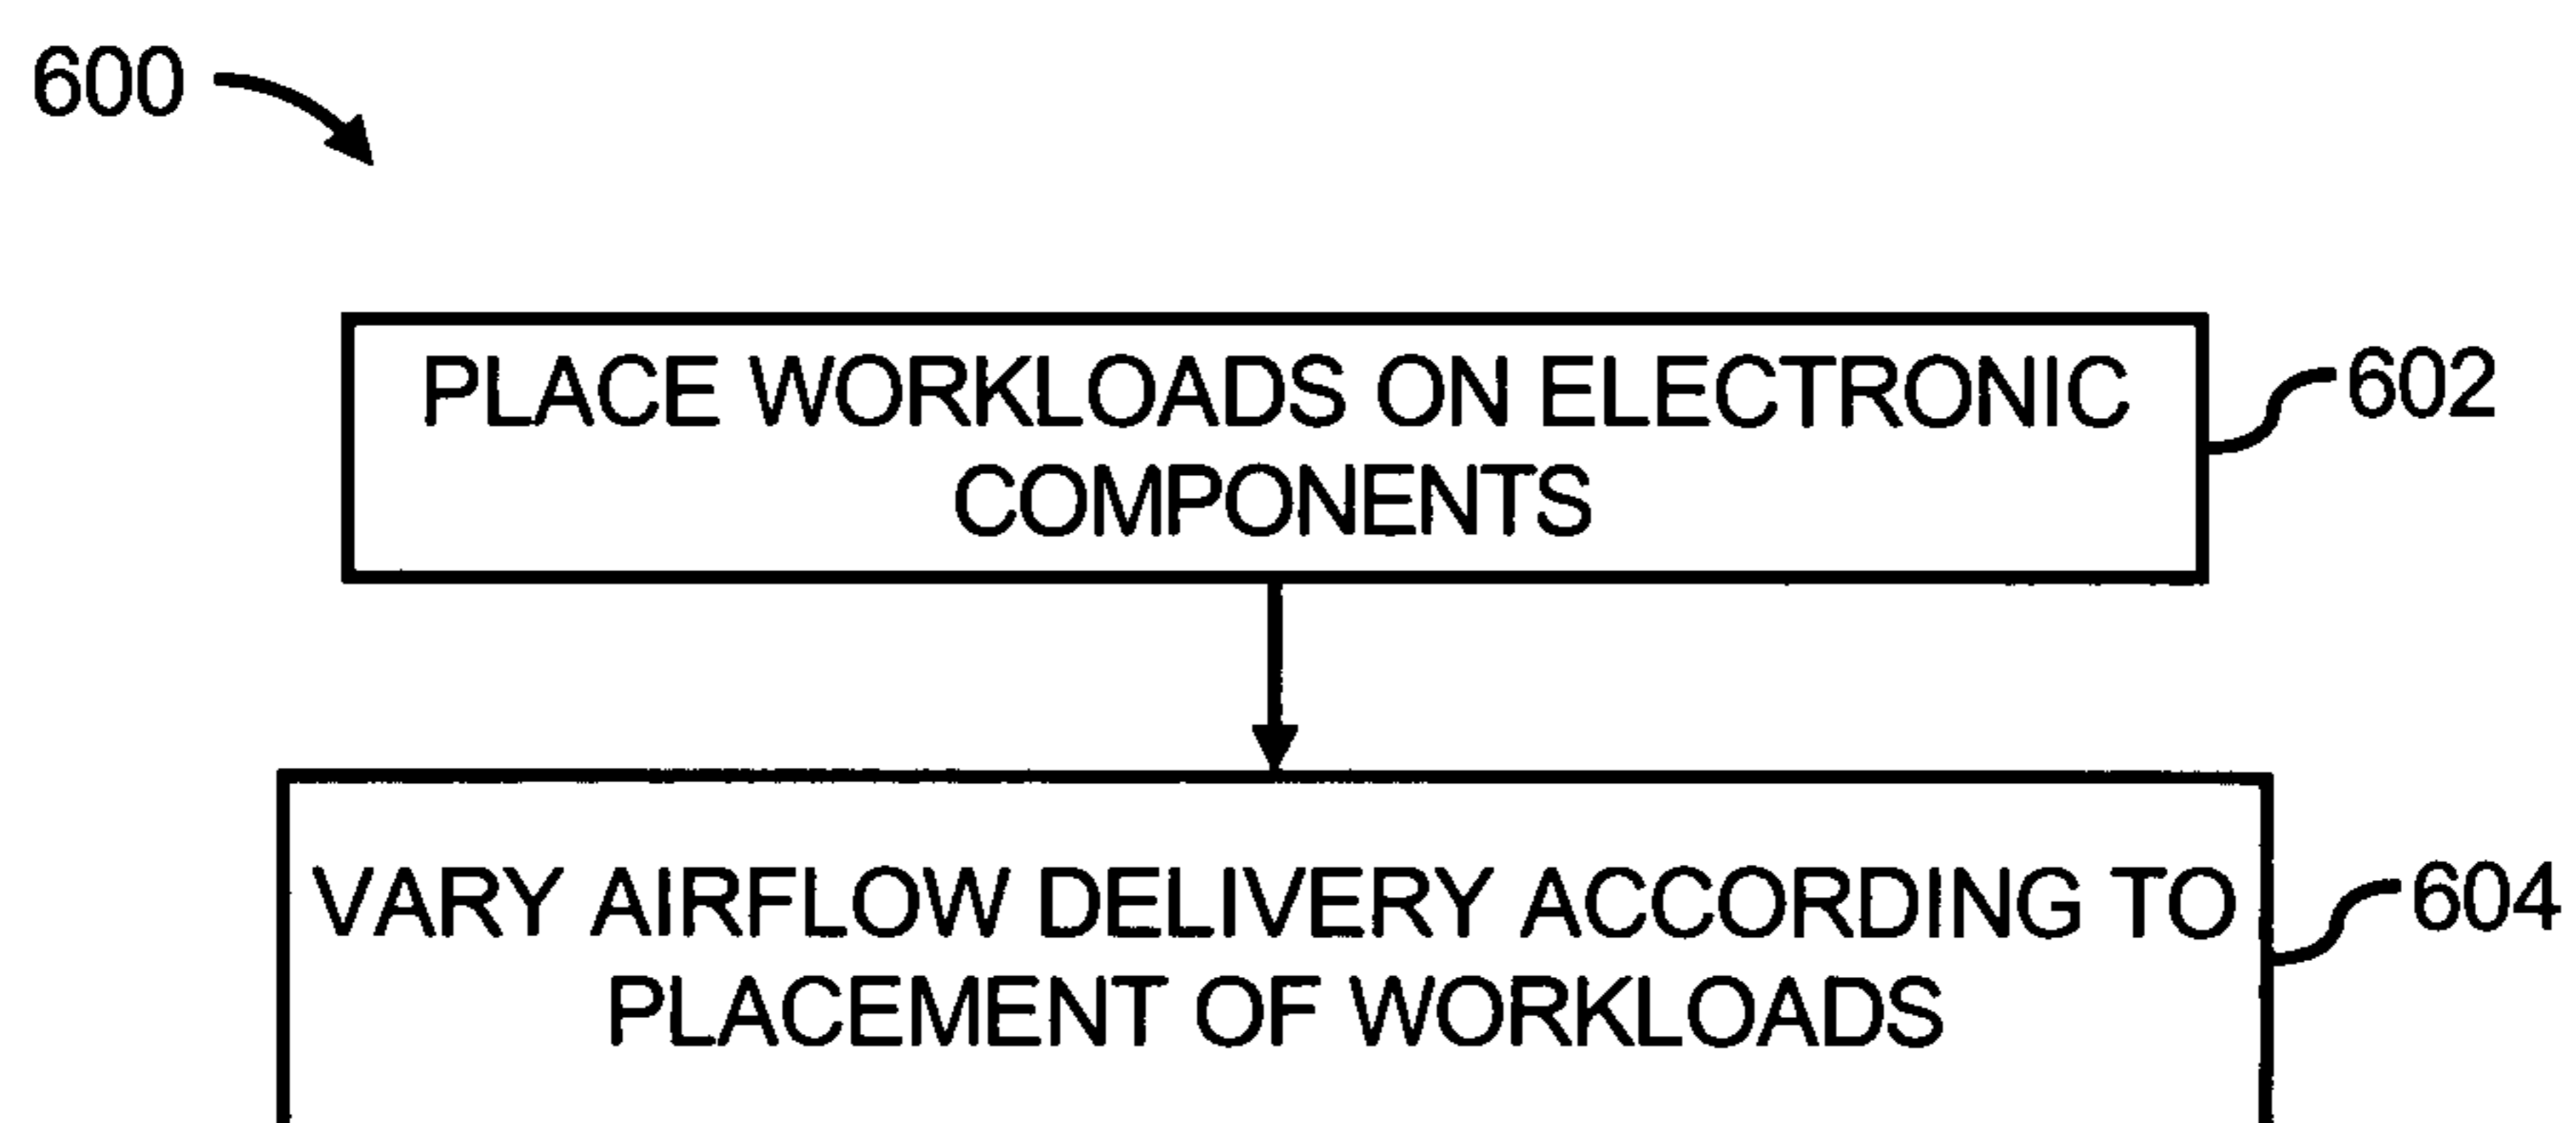 600
PLACE WORKLOADS ON ELECTRONIC
COMPONENTS
602
VARY AIRFLOW DELIVERY ACCORDING TO
PLACEMENT OF WORKLOADS
604